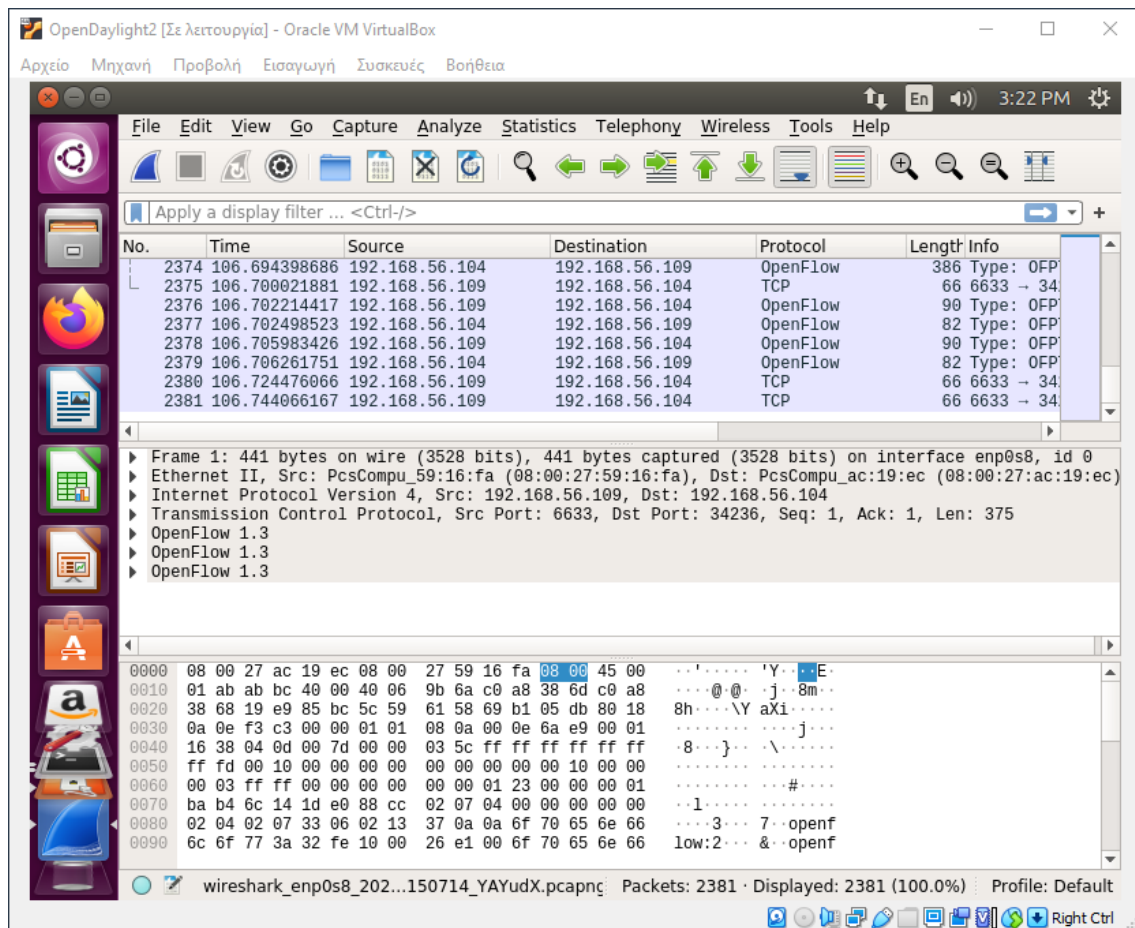 OpenDaylight2 [Σε λειτουργία] - Oracle VM VirtualBox
Αρχείο Μηχανή Προβολή Εισαγωγή Συσκευές Βοήθεια
En 3:22 PM
File Edit View Go Capture Analyze Statistics Telephony Wireless Tools Help
Apply a display filter ... <Ctrl-/> +
No. Time Source Destination Protocol Length Info
2374 106.694398686 192.168.56.104 192.168.56.109 OpenFlow 386 Type: OFPT
2375 106.700021881 192.168.56.109 192.168.56.104 TCP 66 6633 → 34
2376 106.702214417 192.168.56.109 192.168.56.104 OpenFlow 90 Type: OFPT
2377 106.702498523 192.168.56.104 192.168.56.109 OpenFlow 82 Type: OFPT
2378 106.705983426 192.168.56.109 192.168.56.104 OpenFlow 90 Type: OFPT
2379 106.706261751 192.168.56.104 192.168.56.109 OpenFlow 82 Type: OFPT
2380 106.724476066 192.168.56.109 192.168.56.104 TCP 66 6633 → 34
2381 106.744066167 192.168.56.109 192.168.56.104 TCP 66 6633 → 34
Frame 1: 441 bytes on wire (3528 bits), 441 bytes captured (3528 bits) on interface enp0s8, id 0
Ethernet II, Src: PcsCompu_59:16:fa (08:00:27:59:16:fa), Dst: PcsCompu_ac:19:ec (08:00:27:ac:19:ec)
Internet Protocol Version 4, Src: 192.168.56.109, Dst: 192.168.56.104
Transmission Control Protocol, Src Port: 6633, Dst Port: 34236, Seq: 1, Ack: 1, Len: 375
OpenFlow 1.3
OpenFlow 1.3
OpenFlow 1.3
0000 08 00 27 ac 19 ec 08 00 27 59 16 fa 08 00 45 00 ··'····· 'Y····E·
0010 01 ab ab bc 40 00 40 06 9b 6a c0 a8 38 6d c0 a8 ····@·@· ·j··8m··
0020 38 68 19 e9 85 bc 5c 59 61 58 69 b1 05 db 80 18 8h····\Y aXi·····
0030 0a 0e f3 c3 00 00 01 01 08 0a 00 0e 6a e9 00 01 ········ ····j···
0040 16 38 04 0d 00 7d 00 00 03 5c ff ff ff ff ff ff ·8···}·· ·\······
0050 ff fd 00 10 00 00 00 00 00 00 00 00 00 10 00 00 ········ ········
0060 00 03 ff ff 00 00 00 00 00 00 01 23 00 00 00 01 ········ ···#····
0070 ba b4 6c 14 1d e0 88 cc 02 07 04 00 00 00 00 00 ··l····· ········
0080 02 04 02 07 33 06 02 13 37 0a 0a 6f 70 65 6e 66 ····3··· 7··openf
0090 6c 6f 77 3a 32 fe 10 00 26 e1 00 6f 70 65 6e 66 low:2··· &··openf
wireshark_enp0s8_202...150714_YAYudX.pcapng Packets: 2381 · Displayed: 2381 (100.0%) Profile: Default
Right Ctrl